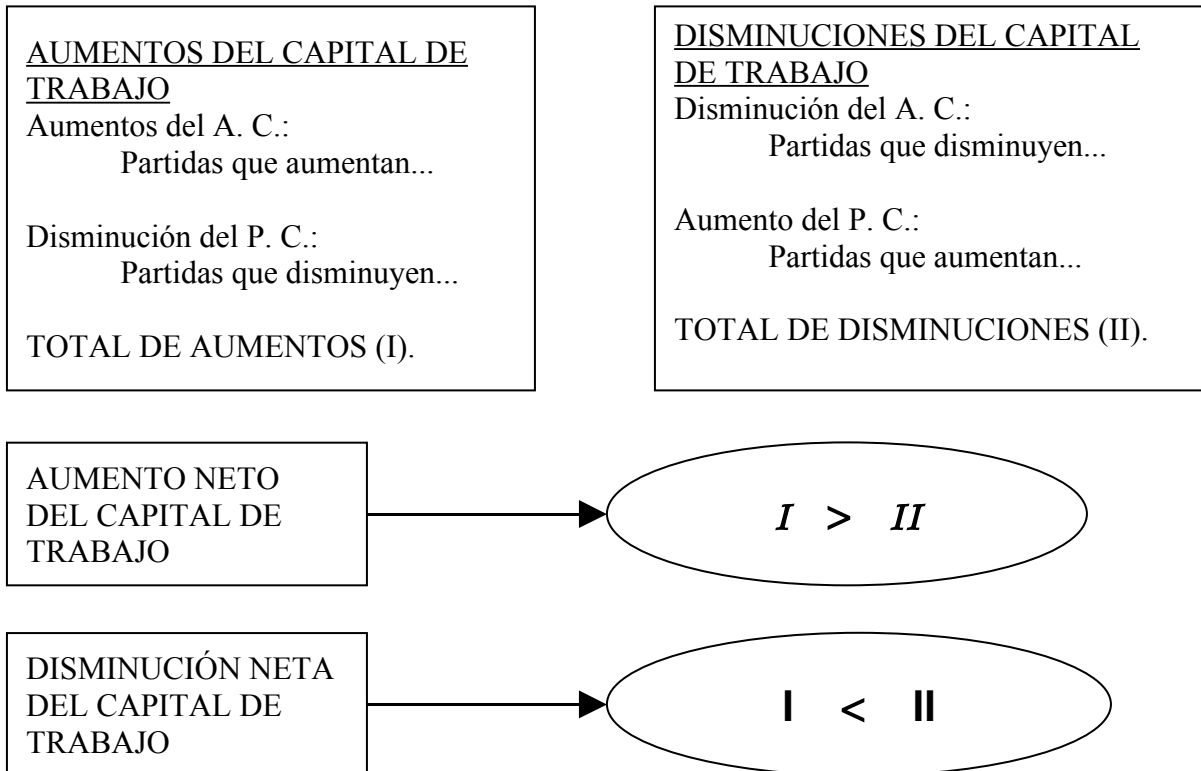 AUMENTOS DEL CAPITAL DE
TRABAJO
Aumentos del A. C.:
Partidas que aumentan...
Disminución del P. C.:
Partidas que disminuyen...
TOTAL DE AUMENTOS (I).
DISMINUCIONES DEL CAPITAL
DE TRABAJO
Disminución del A. C.:
Partidas que disminuyen...
Aumento del P. C.:
Partidas que aumentan...
TOTAL DE DISMINUCIONES (II).
AUMENTO NETO
DEL CAPITAL DE
TRABAJO
I > II
DISMINUCIÓN NETA
DEL CAPITAL DE
TRABAJO
I < II